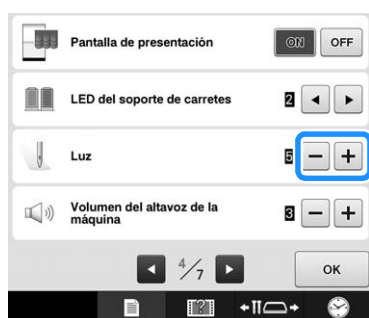 Pantalla de presentación ON OFF
LED del soporte de carretes 2
Luz 5 − +
Volumen del altavoz de la
máquina 3 − +
4/7 OK